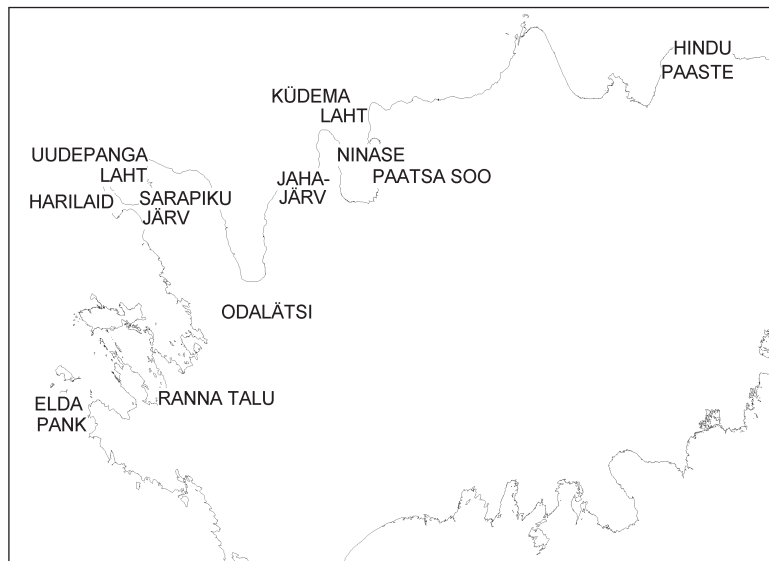 HINDU
PAASTE
KÜDEMA
LAHT
UUDEPANGA
LAHT
NINASE
JAHA-
JÄRV
PAATSA SOO
HARILAID
SARAPIKU
JÄRV
ODALÄTSI
RANNA TALU
ELDA
PANK